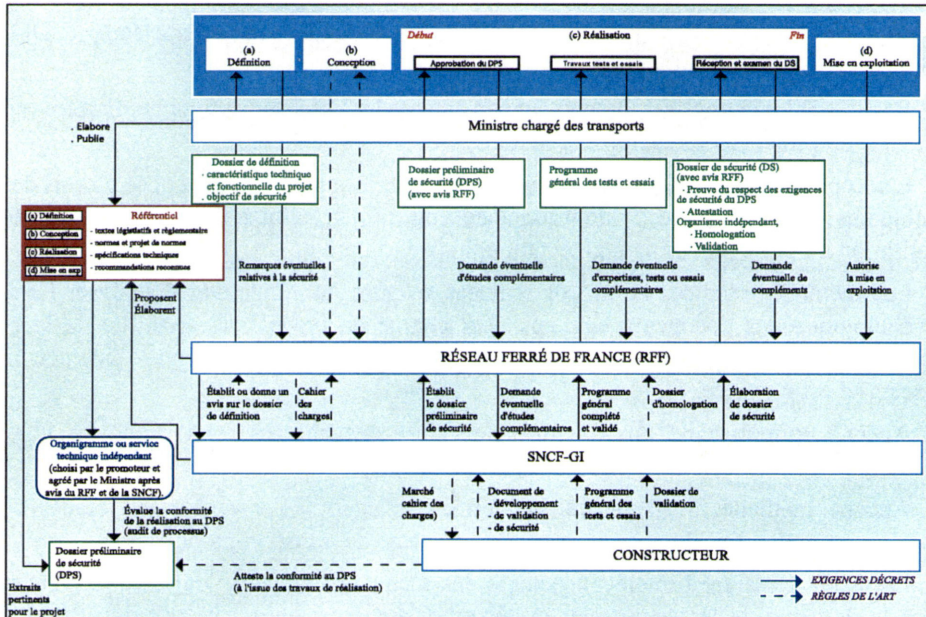 Début
(c) Réalisation
Fin
(a)
Définition
(b)
Conception
(d)
Mise en exploitation
Approbation du DPS
Travaux tests et essais
Réception et examen du DS
. Elabore
. Publie
Ministre chargé des transports
Dossier de définition
· caractéristique technique
et fonctionnelle du projet
. objectif de sécurité
Dossier préliminaire
de sécurité (DPS)
(avec avis RFF)
Programme
général des tests et essais
Dossier de sécurité (DS)
(avec avis RFF)
· Preuve du respect des exigences
de sécurité du DPS
· Attestation
Organisme indépendant,
· Homologation
· Validation
(a) Définition
(b) Conception
(c) Réalisation
(d) Mise en exp
Référentiel
- textes législatifs et règlementaire
- normes et projet de normes
- spécifications techniques
- recommendations reconnues
Remarques éventuelles
relatives à la sécurité
Demande éventuelle
d'études complémentaires
Demande éventuelle
d'expertises, tests ou essais
complémentaires
Demande
éventuelle de
compléments
Autorise
la mise en
exploitation
Proposent
Élaborent
RÉSEAU FERRÉ DE FRANCE (RFF)
Établit ou donne un
avis sur le dossier
de définition
Cahier
des
charges
Établit
le dossier
préliminaire
de sécurité
Demande
éventuelle
d'études
complémentaires
Programme
général
complété
et validé
Dossier
d'homologation
Élaboration
de dossier
de sécurité
SNCF-GI
Organigramme ou service
technique indépendant
(choisi par le promoteur et
agréé par le Ministre après
avis du RFF et de la SNCF).
Marché
cahier des
charges)
Document de
- développement
- de validation
- de sécurité
Programme
général des
tests et essais
Dossier de
validation
Évalue la conformité
de la réalisation au DPS
(audit de processus)
CONSTRUCTEUR
Dossier préliminaire
de sécurité
(DPS)
Atteste la conformité au DPS
(à l'issue des travaux de réalisation)
Extraits
pertinents
pour le projet
EXIGENCES DÉCRETS
RÈGLES DE L'ART